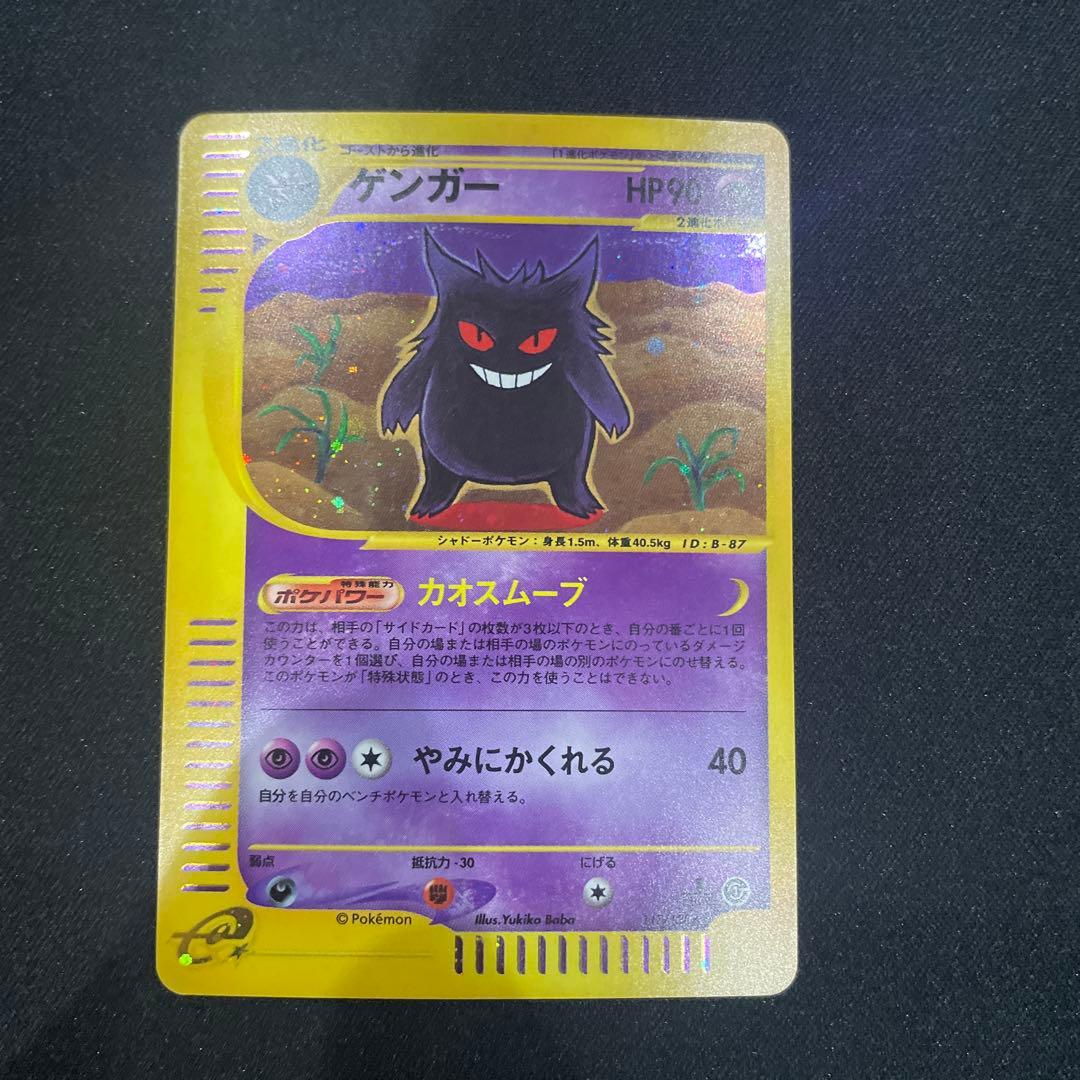 2進化
ゴーストから進化
ゲンガー
HP90
シャドーポケモン：身長1.5m、体重40.5kg ID:B-87
特殊能力
ポケパワー カオスムーブ
この力は、相手の「サイドカード」の枚数が3枚以下のとき、自分の番ごとに1回
使うことができる。自分の場または相手の場のポケモンにのっているダメージ
カウンターを1個選び、自分の場または相手の場の別のポケモンにのせ替える。
このポケモンが「特殊状態」のとき、この力を使うことはできない。
やみにかくれる 40
自分を自分のベンチポケモンと入れ替える。
弱点 抵抗力 -30 にげる
© Pokémon Illus.Yukiko Baba